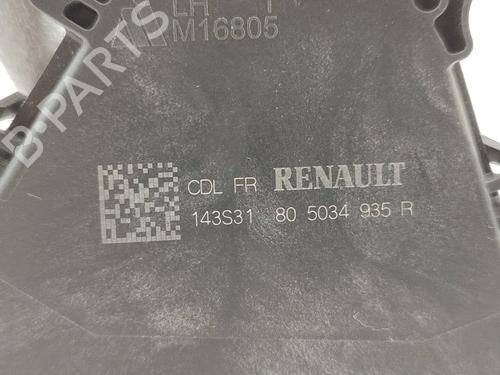 LH
M16805
CDL FR RENAULT
143S31 80 5034 935 R
B-PARTS